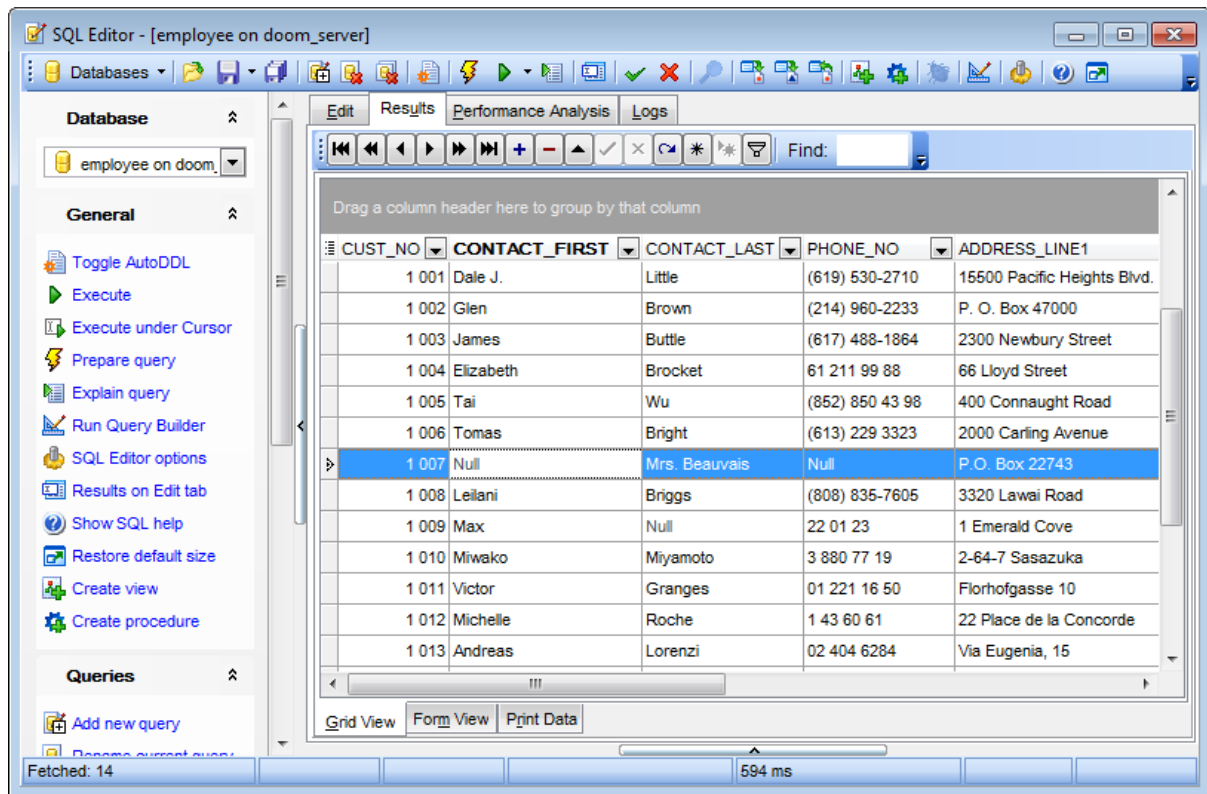 SQL Editor - [employee on doom_server]
Databases
Database
employee on doom_
General
Toggle AutoDDL
Execute
Execute under Cursor
Prepare query
Explain query
Run Query Builder
SQL Editor options
Results on Edit tab
Show SQL help
Restore default size
Create view
Create procedure
Queries
Add new query
Rename current query
Edit Results Performance Analysis Logs
Find:
Drag a column header here to group by that column
CUST_NO CONTACT_FIRST CONTACT_LAST PHONE_NO ADDRESS_LINE1
1 001 Dale J. Little (619) 530-2710 15500 Pacific Heights Blvd.
1 002 Glen Brown (214) 960-2233 P. O. Box 47000
1 003 James Buttle (617) 488-1864 2300 Newbury Street
1 004 Elizabeth Brocket 61 211 99 88 66 Lloyd Street
1 005 Tai Wu (852) 850 43 98 400 Connaught Road
1 006 Tomas Bright (613) 229 3323 2000 Carling Avenue
1 007 Null Mrs. Beauvais Null P.O. Box 22743
1 008 Leilani Briggs (808) 835-7605 3320 Lawai Road
1 009 Max Null 22 01 23 1 Emerald Cove
1 010 Miwako Miyamoto 3 880 77 19 2-64-7 Sasazuka
1 011 Victor Granges 01 221 16 50 Florhofgasse 10
1 012 Michelle Roche 1 43 60 61 22 Place de la Concorde
1 013 Andreas Lorenzi 02 404 6284 Via Eugenia, 15
Grid View Form View Print Data
Fetched: 14 594 ms